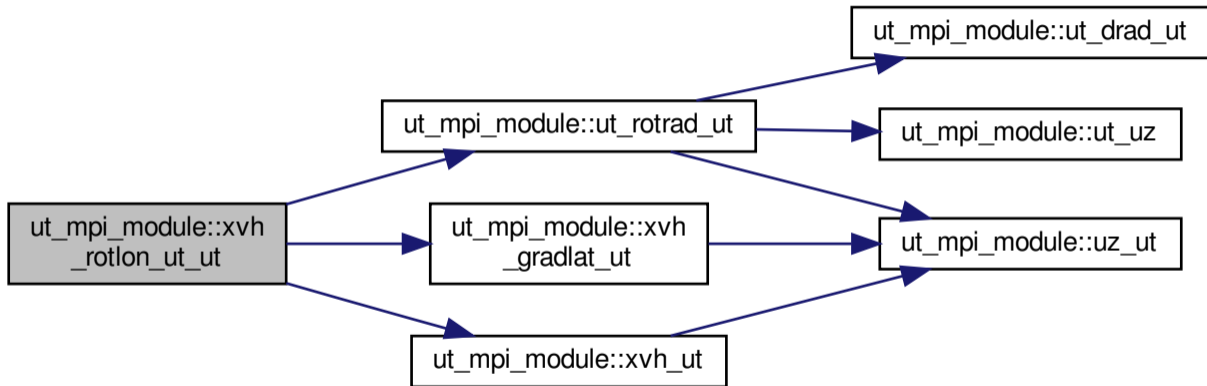 ut_mpi_module::ut_drad_ut
ut_mpi_module::ut_rotrad_ut
ut_mpi_module::ut_uz
ut_mpi_module::xvh
_rotlon_ut_ut
ut_mpi_module::xvh
_gradlat_ut
ut_mpi_module::uz_ut
ut_mpi_module::xvh_ut